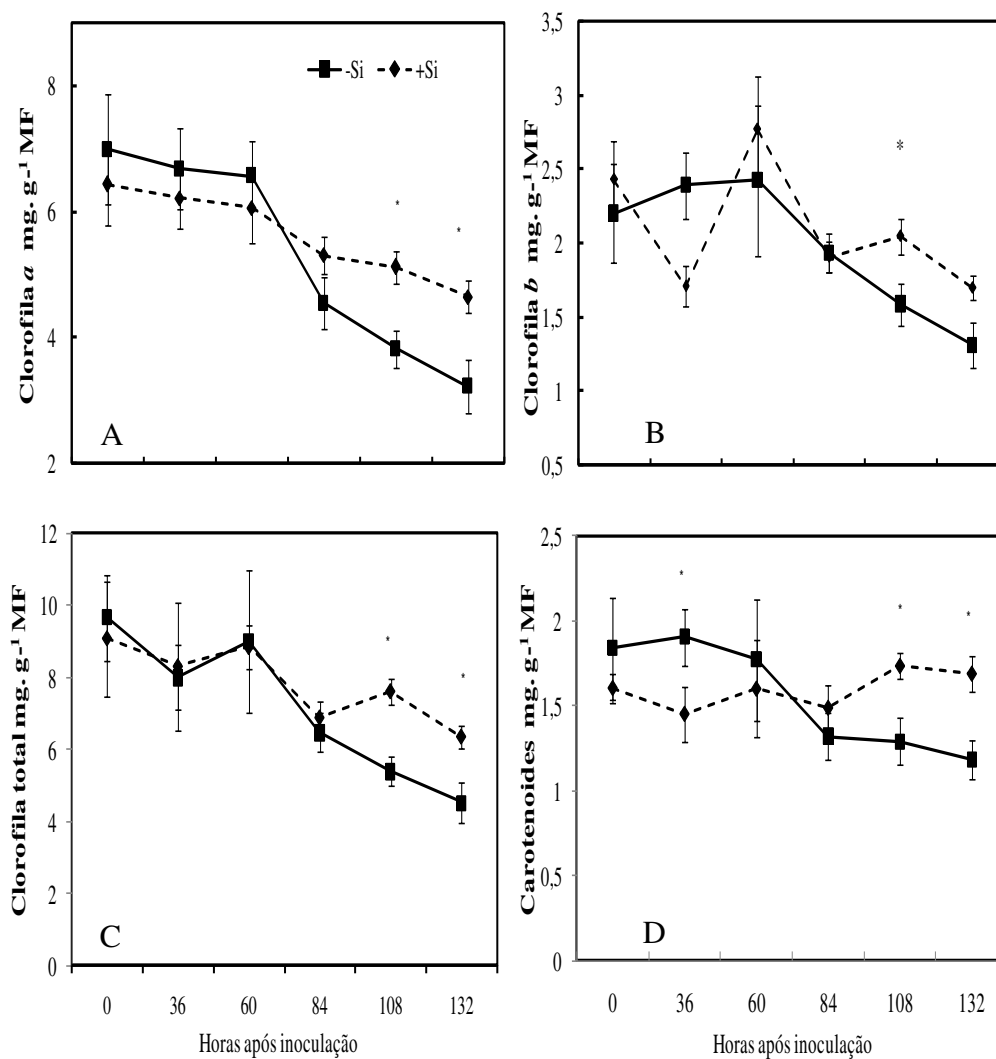 Clorofila a mg. g-¹ MF
8
6
4
2
-Si +Si
*
*
A
Clorofila b mg. g-¹ MF
3,5
3
2,5
2
1,5
1
0,5
*
B
Clorofila total mg. g-¹ MF
12
10
8
6
4
2
0
*
*
C
0 36 60 84 108 132
Horas após inoculação
Carotenoides mg. g-¹ MF
2,5
2
1,5
1
0,5
0
*
*
*
D
0 36 60 84 108 132
Horas após inoculação